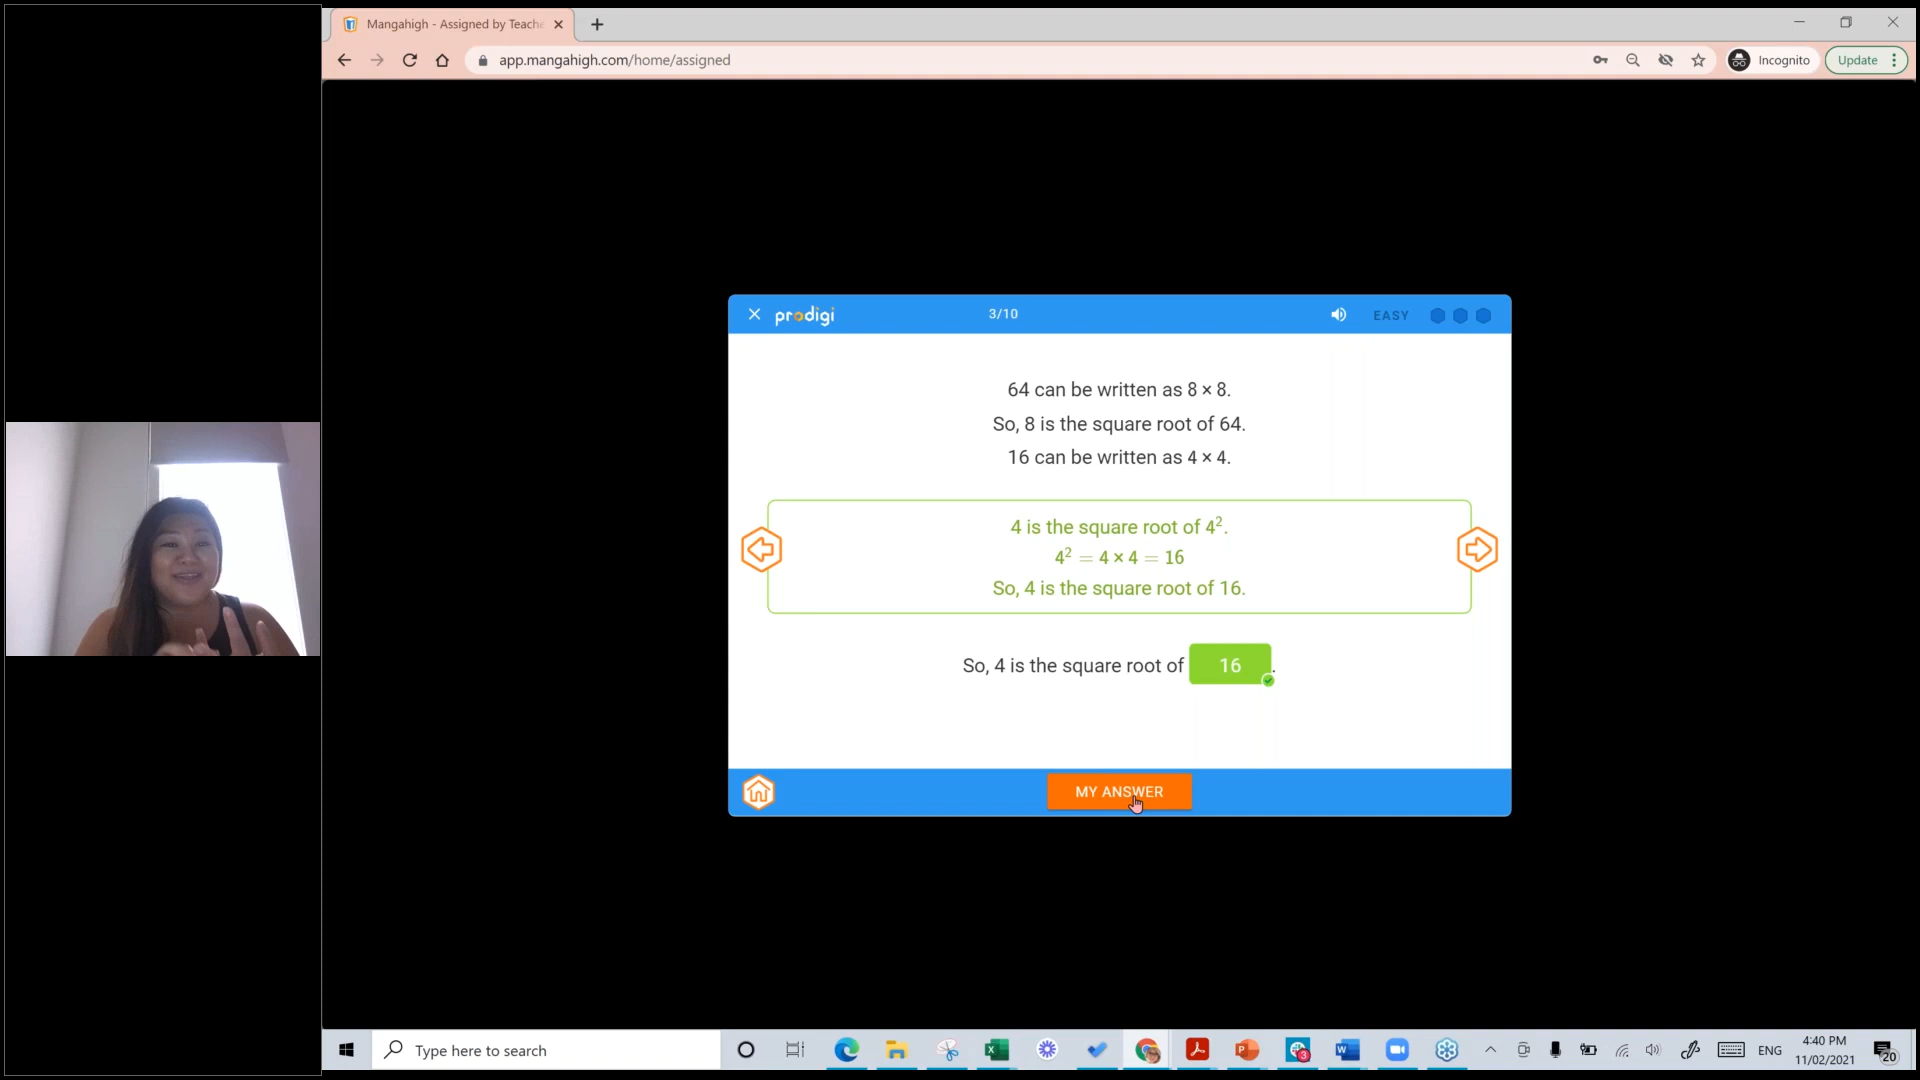 Mangahigh - Assigned by Teache
app.mangahigh.com/home/assigned
Incognito
Update
prodigi
3/10
EASY
64 can be written as 8 × 8.
So, 8 is the square root of 64.
16 can be written as 4 × 4.
4 is the square root of 4².
4² = 4 × 4 = 16
So, 4 is the square root of 16.
So, 4 is the square root of 16.
MY ANSWER
Type here to search
3
ENG
4:40 PM
11/02/2021
20